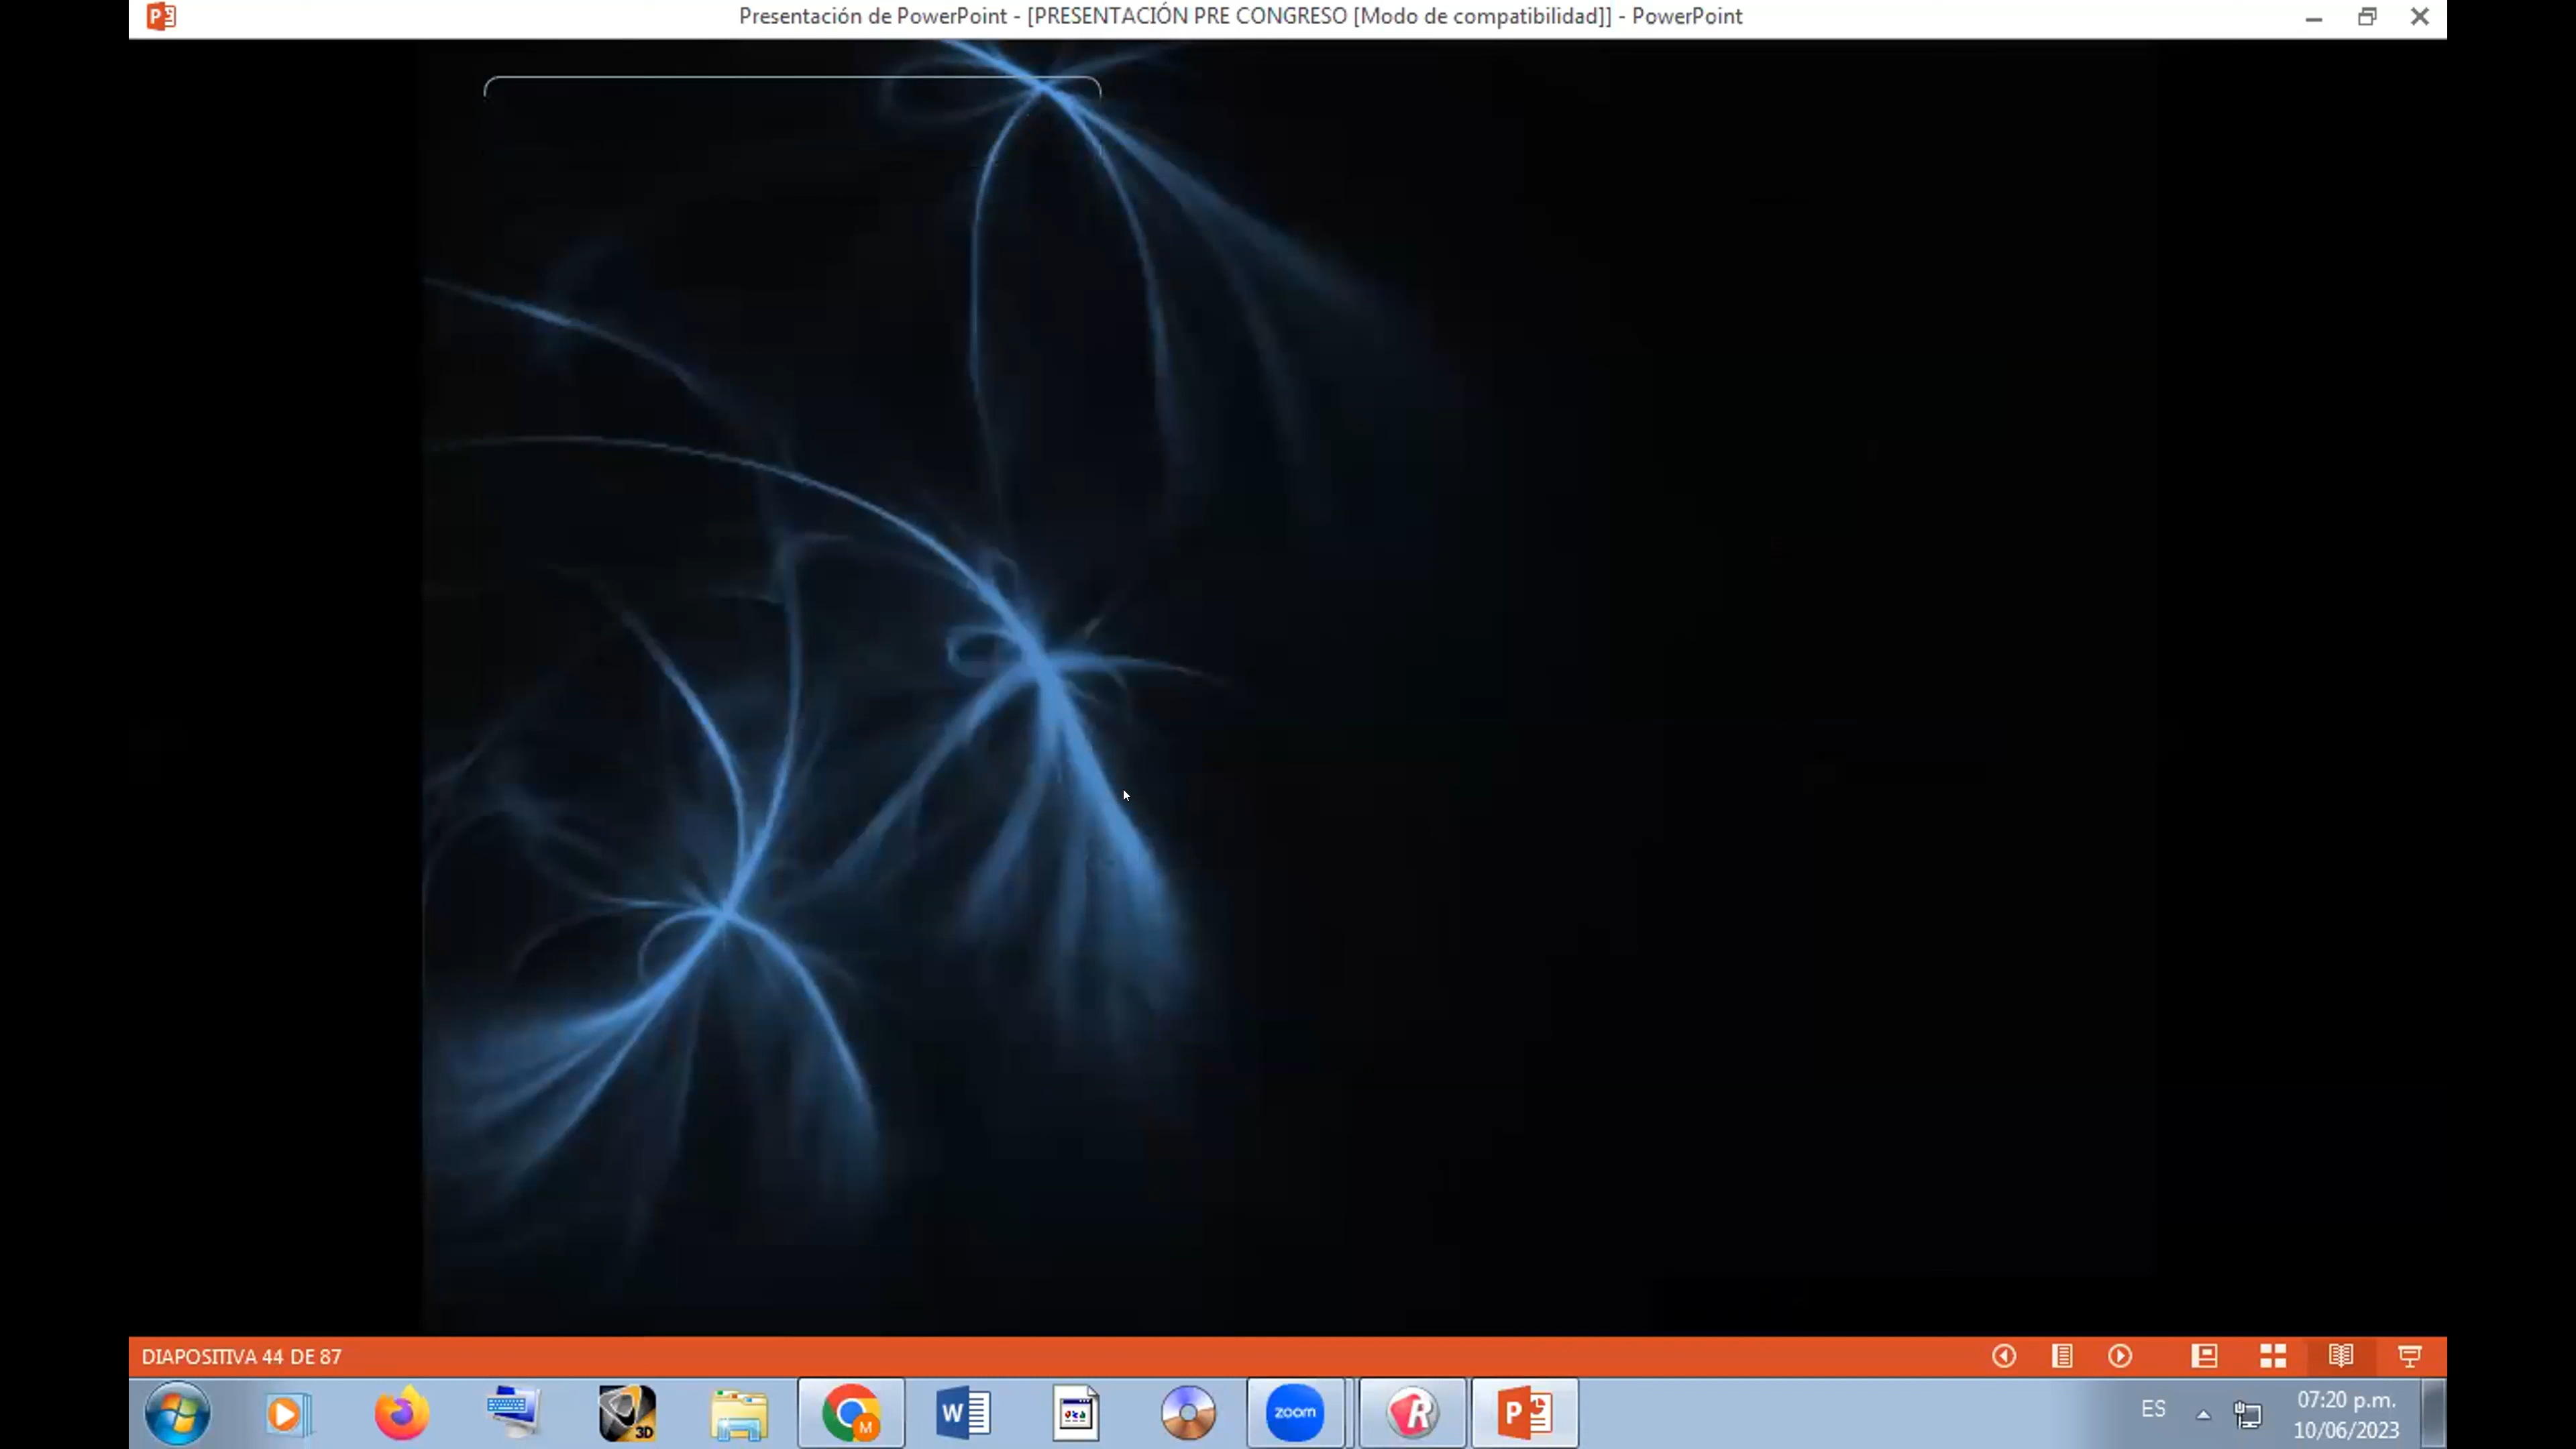 Presentación de PowerPoint - [PRESENTACIÓN PRE CONGRESO [Modo de compatibilidad]] - PowerPoint
DIAPOSITIVA 44 DE 87
3D
M
W
zoom
R
P
ES
07:20 p.m.
10/06/2023